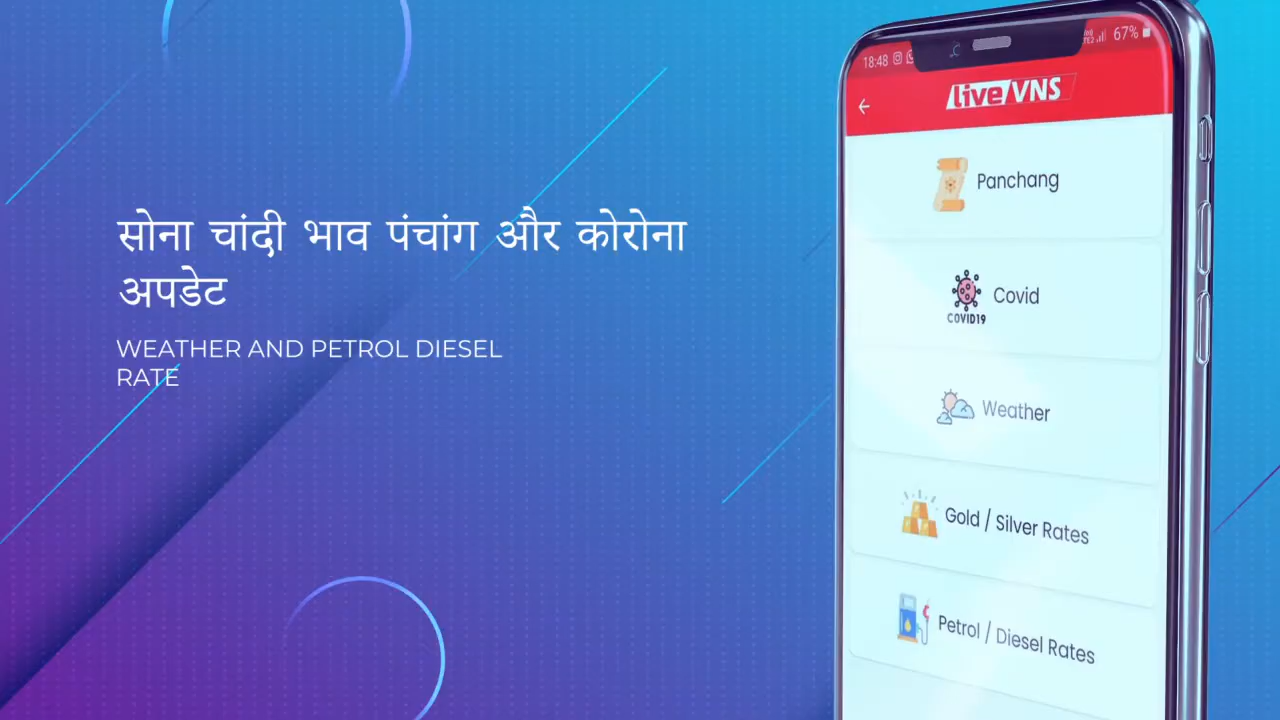 सोना चांदी भाव पंचांग और कोरोना
अपडेट
WEATHER AND PETROL DIESEL
RATE
18:48
67%
live VNS
Panchang
COVID19
Covid
Weather
Gold / Silver Rates
Petrol / Diesel Rates